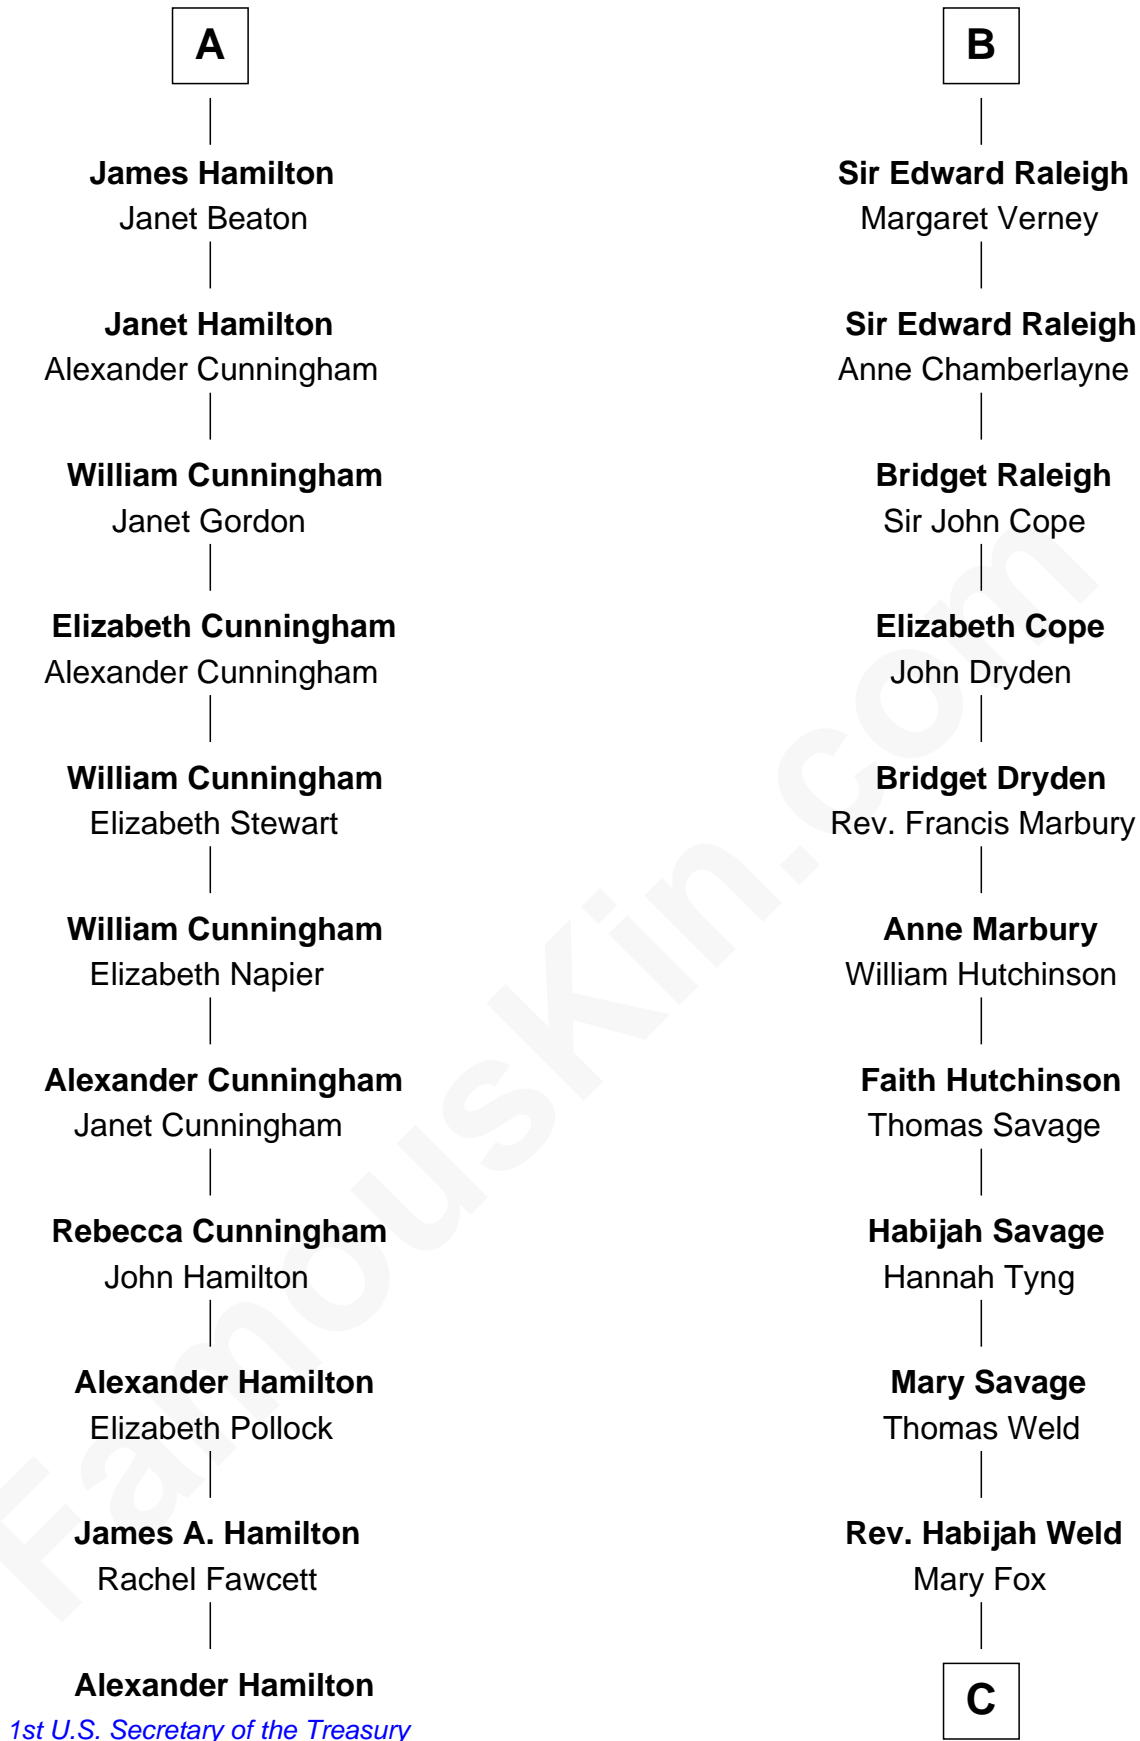 A
James Hamilton
Janet Beaton
Janet Hamilton
Alexander Cunningham
William Cunningham
Janet Gordon
Elizabeth Cunningham
Alexander Cunningham
William Cunningham
Elizabeth Stewart
William Cunningham
Elizabeth Napier
Alexander Cunningham
Janet Cunningham
Rebecca Cunningham
John Hamilton
Alexander Hamilton
Elizabeth Pollock
James A. Hamilton
Rachel Fawcett
Alexander Hamilton
1st U.S. Secretary of the Treasury
B
Sir Edward Raleigh
Margaret Verney
Sir Edward Raleigh
Anne Chamberlayne
Bridget Raleigh
Sir John Cope
Elizabeth Cope
John Dryden
Bridget Dryden
Rev. Francis Marbury
Anne Marbury
William Hutchinson
Faith Hutchinson
Thomas Savage
Habijah Savage
Hannah Tyng
Mary Savage
Thomas Weld
Rev. Habijah Weld
Mary Fox
C
FamousKin.com